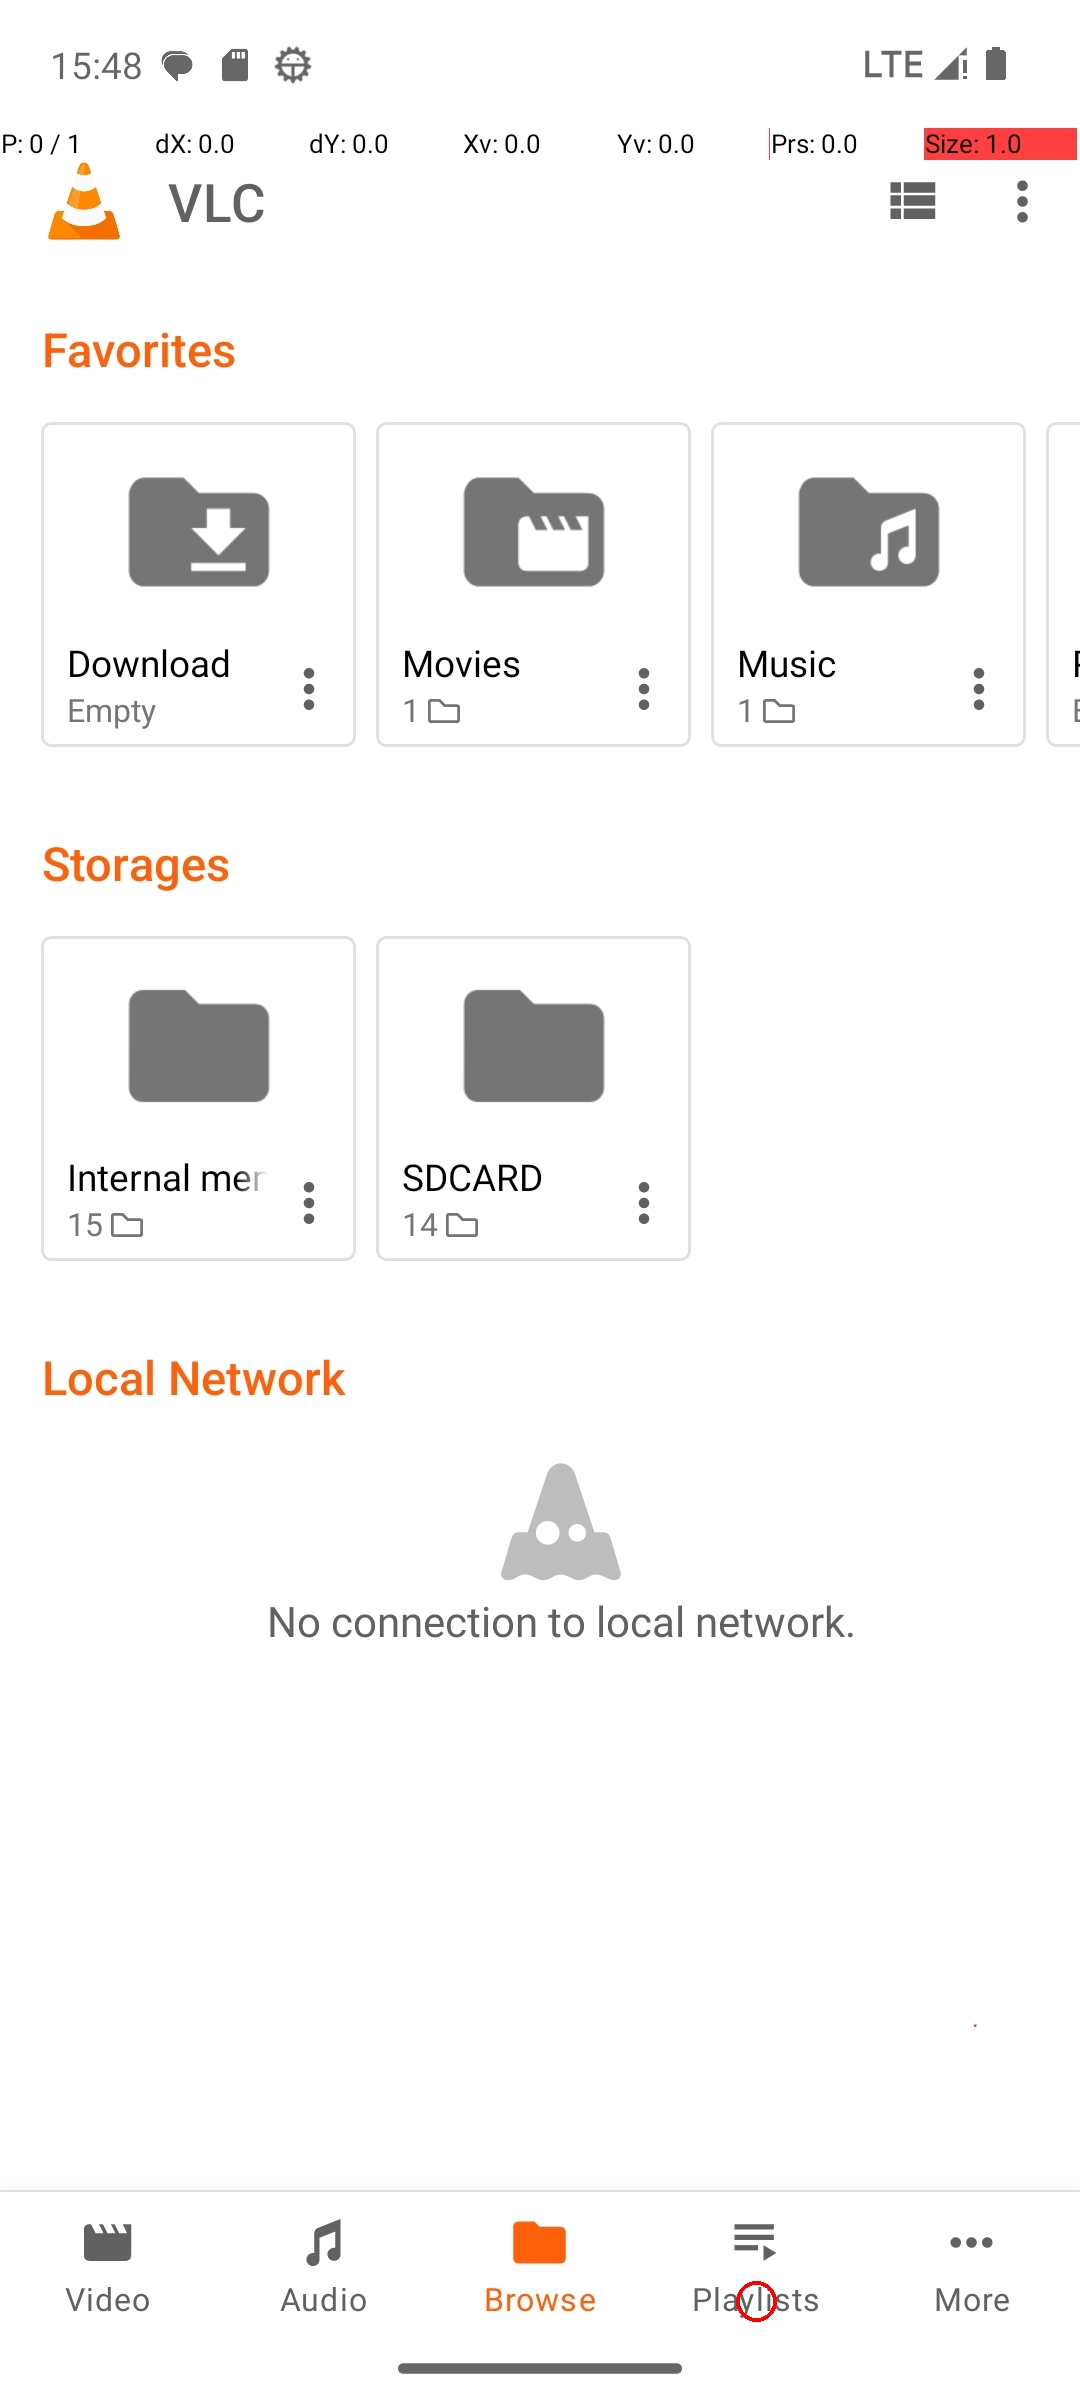 15:48
LTE
P: 0 / 1 dX: 0.0 dY: 0.0 Xv: 0.0 Yv: 0.0 Prs: 0.0 Size: 1.0
VLC
Favorites
Download Movies Music
Empty 1 1
Storages
Internal mem SDCARD
15 14
Local Network
No connection to local network.
Video Audio Browse Playlists More